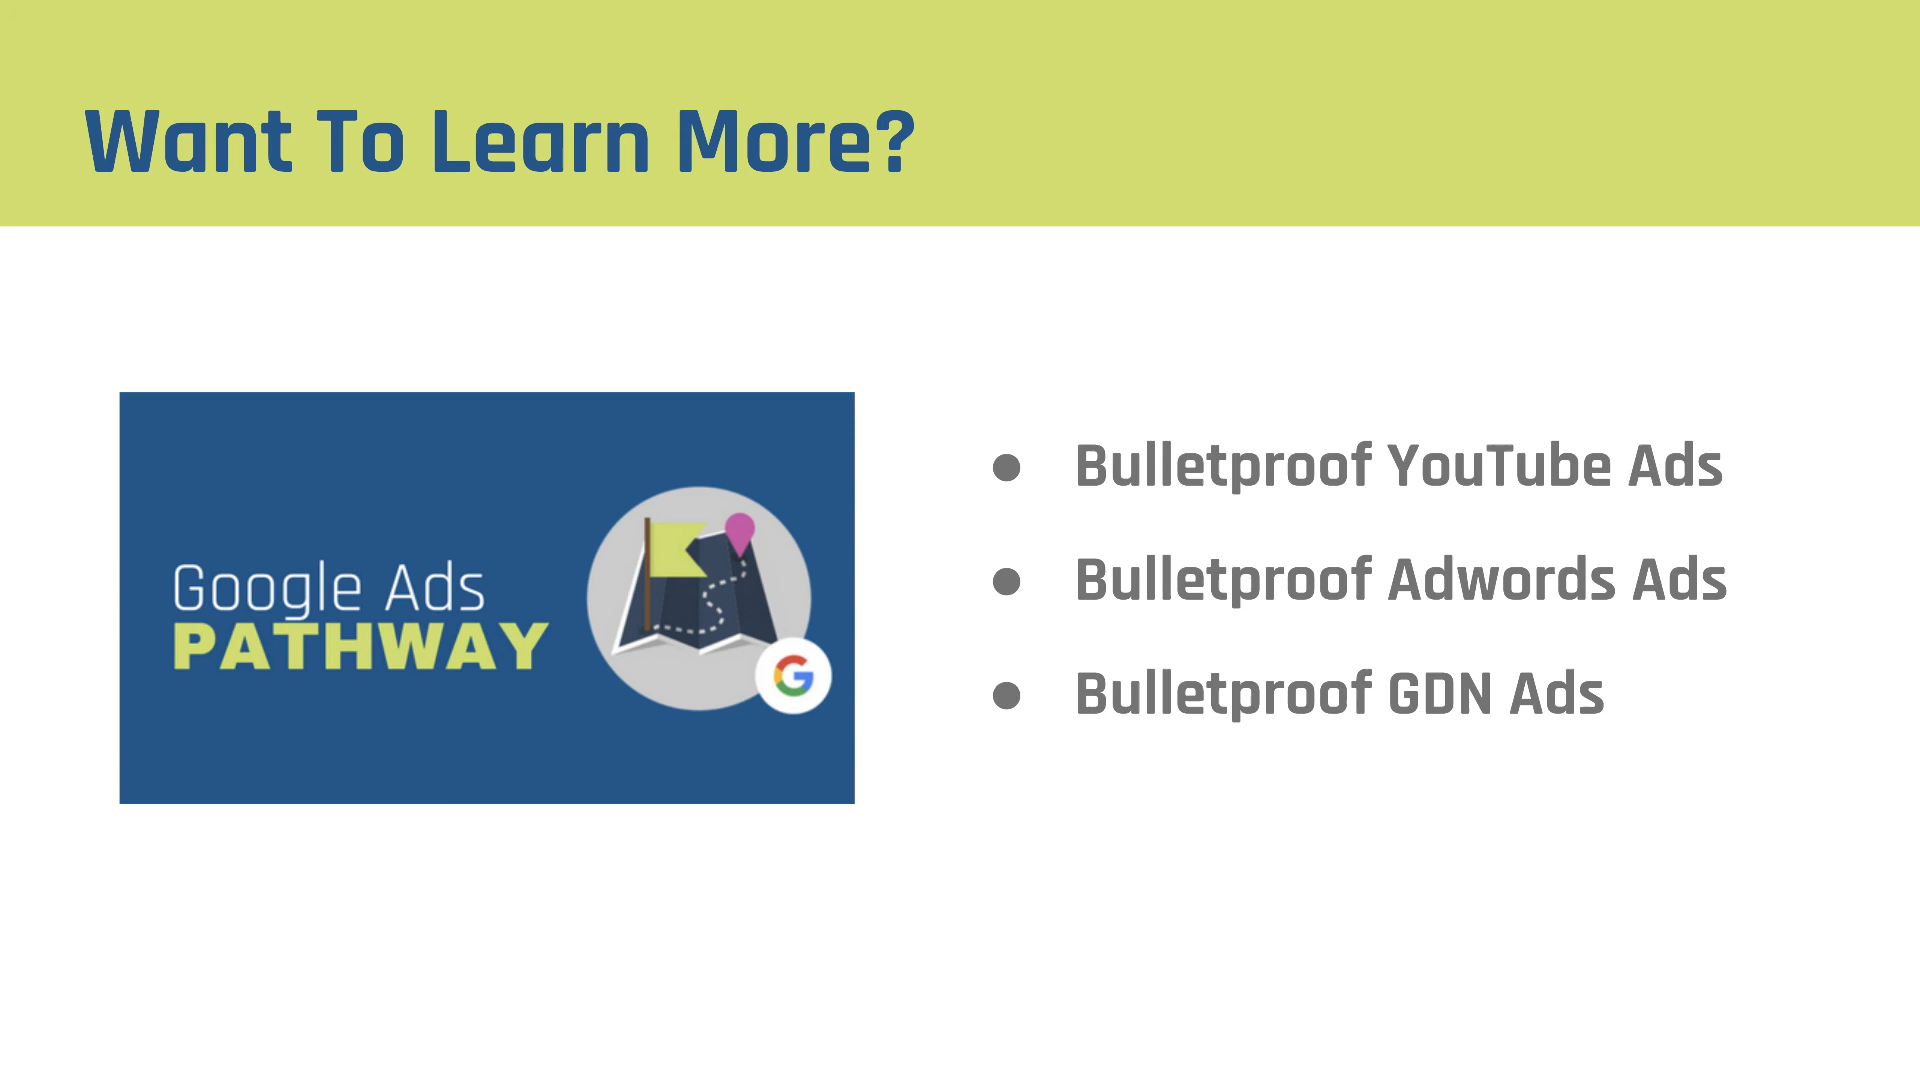 Want To Learn More?
Google Ads
PATHWAY
● Bulletproof YouTube Ads
● Bulletproof Adwords Ads
● Bulletproof GDN Ads